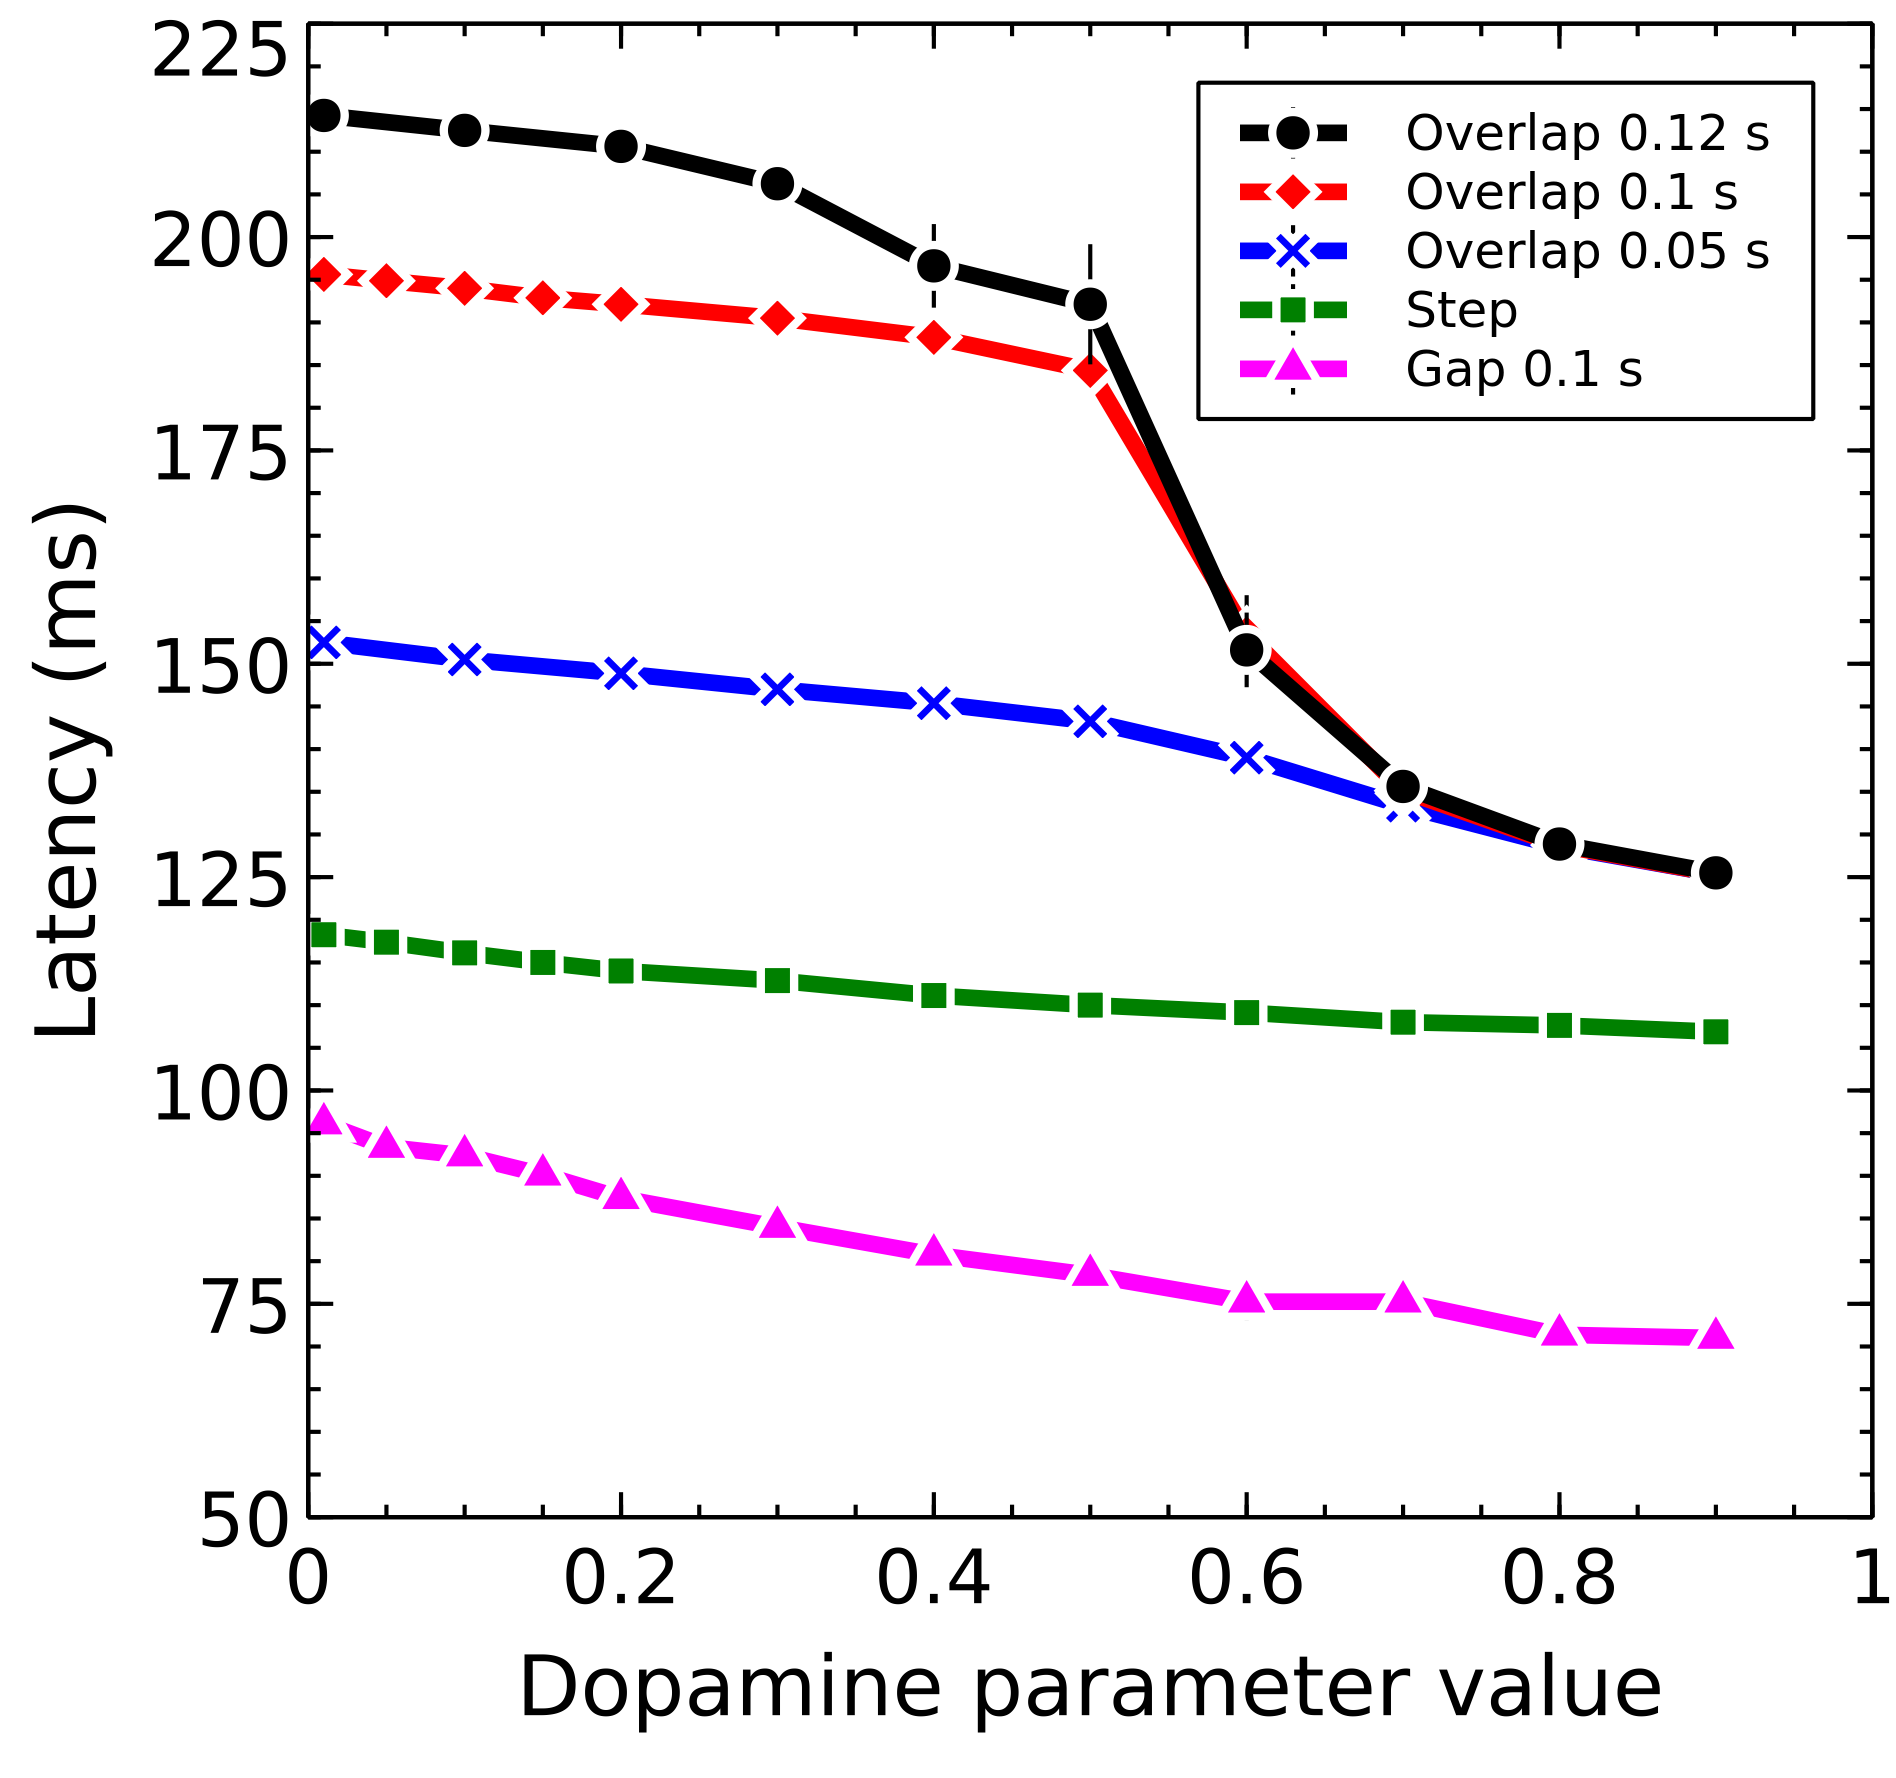 225
200
175
150
125
100
75
50
Latency (ms)
Overlap 0.12 s
Overlap 0.1 s
Overlap 0.05 s
Step
Gap 0.1 s
0 0.2 0.4 0.6 0.8 1
Dopamine parameter value